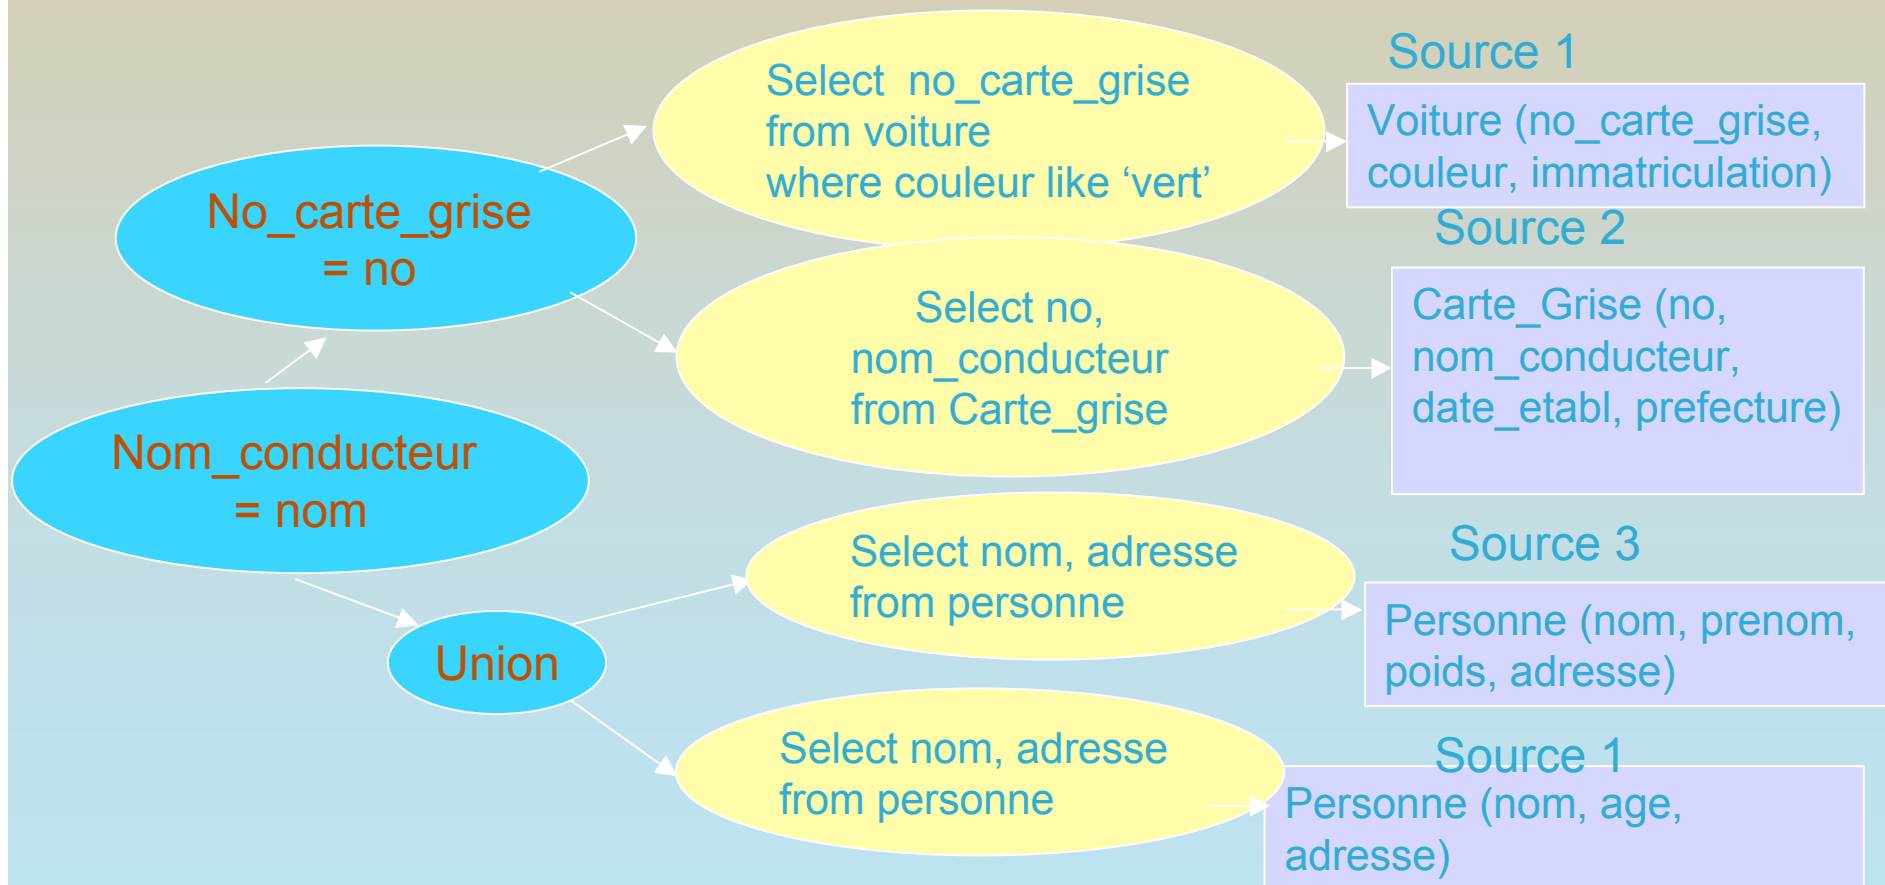 Source 1
Select  no_carte_grise
from voiture
where couleur like ‘vert’
Voiture (no_carte_grise,
couleur, immatriculation)
No_carte_grise
= no
Source 2
Select no,
nom_conducteur
from Carte_grise
Carte_Grise (no,
nom_conducteur,
date_etabl, prefecture)
Nom_conducteur
= nom
Source 3
Select nom, adresse
from personne
Personne (nom, prenom,
poids, adresse)
Union
Source 1
Select nom, adresse
from personne
Personne (nom, age,
adresse)